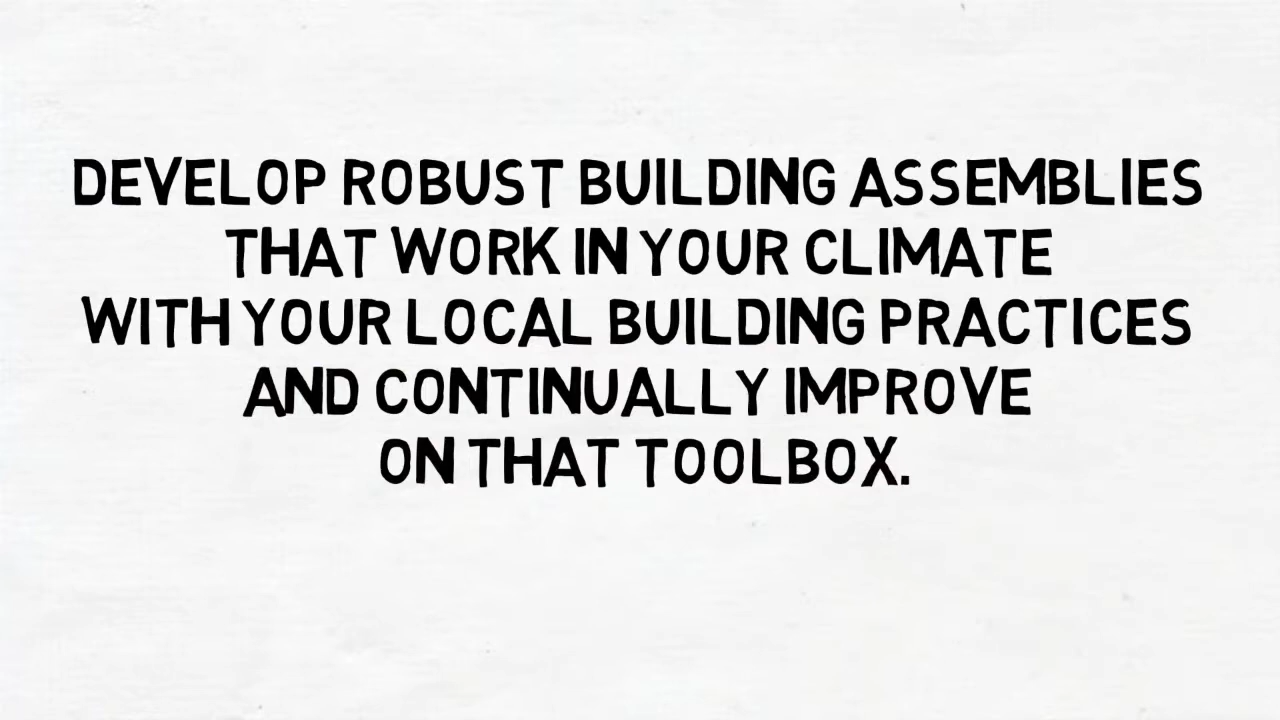 DEVELOP ROBUST BUILDING ASSEMBLIES
THAT WORK IN YOUR CLIMATE
WITH YOUR LOCAL BUILDING PRACTICES
AND CONTINUALLY IMPROVE
ON THAT TOOLBOX.